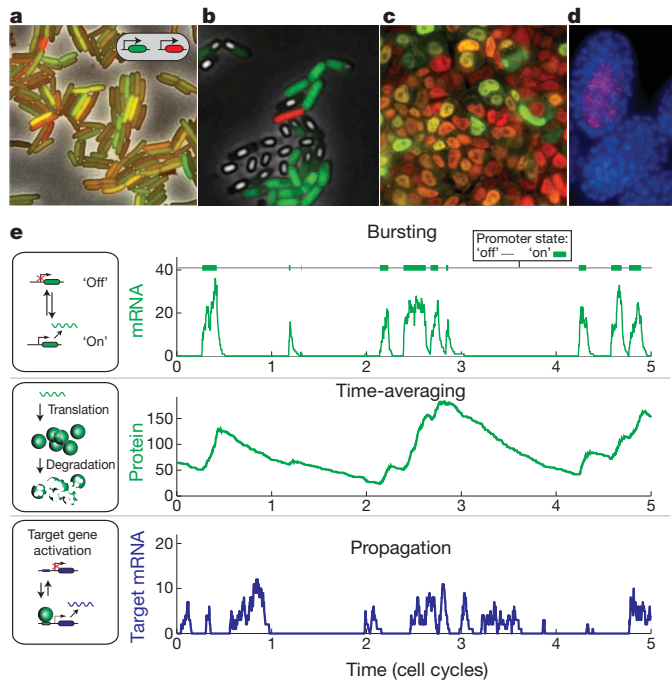 a
b
c
d
e
Bursting
Promoter state:
'off' 'on'
'Off'
'On'
mRNA
40
20
0
0 1 2 3 4 5
Time-averaging
Translation
Degradation
Protein
150
100
50
0
0 1 2 3 4 5
Propagation
Target gene
activation
Target mRNA
20
10
0
0 1 2 3 4 5
Time (cell cycles)